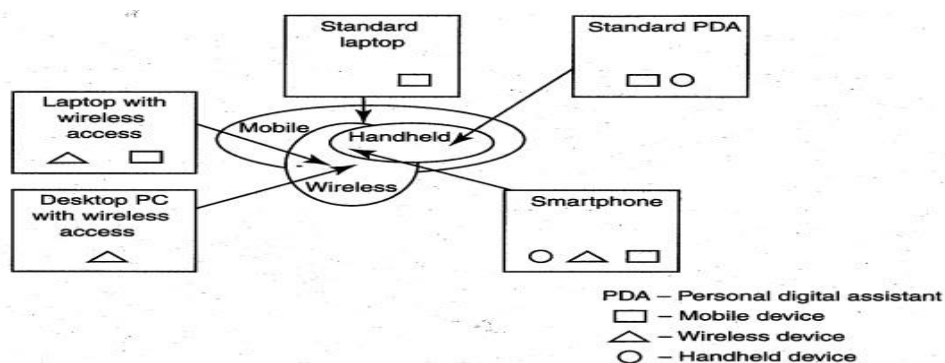 Standard
laptop
Standard PDA
Laptop with
wireless
access
Mobile
Handheld
Wireless
Desktop PC
with wireless
access
Smartphone
PDA – Personal digital assistant
– Mobile device
– Wireless device
– Handheld device